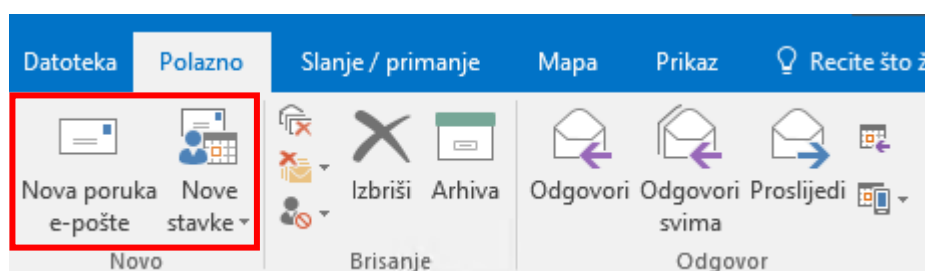 Datoteka Polazno Slanje / primanje Mapa Prikaz Recite što ž
Nova poruka e-pošte
Nove stavke
Izbriši Arhiva
Odgovori Odgovori svima Proslijedi
Novo Brisanje Odgovor